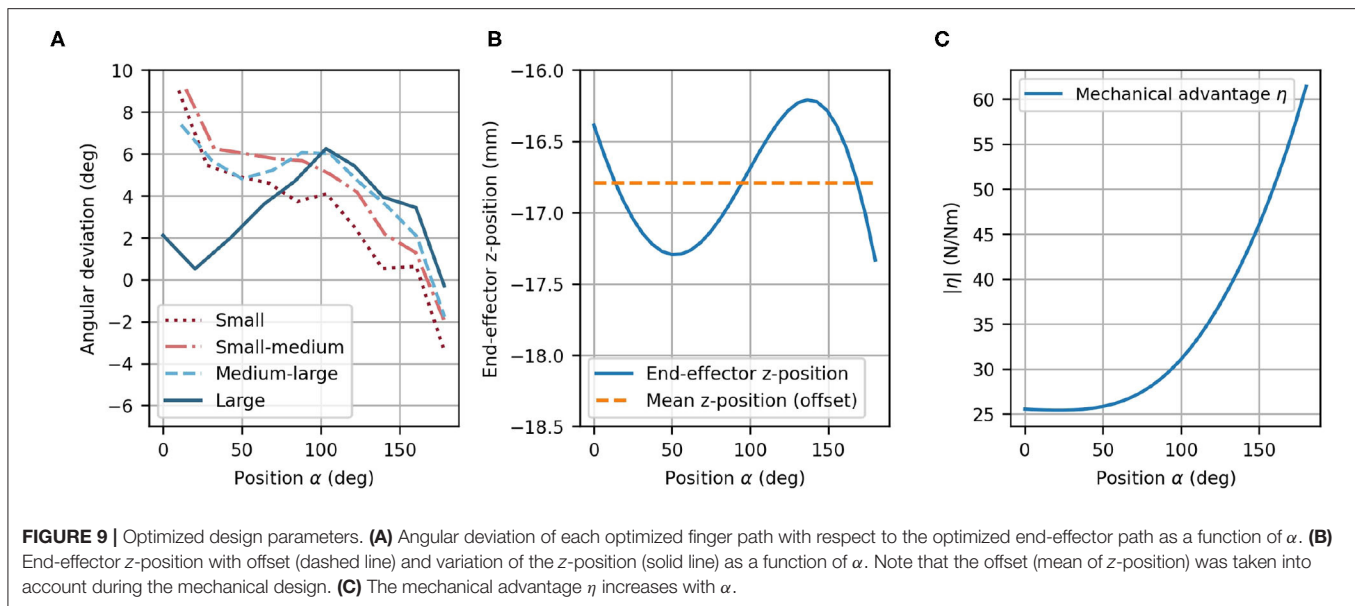 A
10
8
6
4
2
0
−2
−4
−6
Angular deviation (deg)
Small
Small-medium
Medium-large
Large
0
50
100
150
Position α (deg)
B
−16.0
−16.5
−17.0
−17.5
−18.0
−18.5
End-effector z-position (mm)
End-effector z-position
Mean z-position (offset)
0
50
100
150
Position α (deg)
C
60
55
50
45
40
35
30
25
|η| (N/Nm)
Mechanical advantage η
0
50
100
150
Position α (deg)
FIGURE 9 | Optimized design parameters. (A) Angular deviation of each optimized finger path with respect to the optimized end-effector path as a function of α. (B)
End-effector z-position with offset (dashed line) and variation of the z-position (solid line) as a function of α. Note that the offset (mean of z-position) was taken into
account during the mechanical design. (C) The mechanical advantage η increases with α.